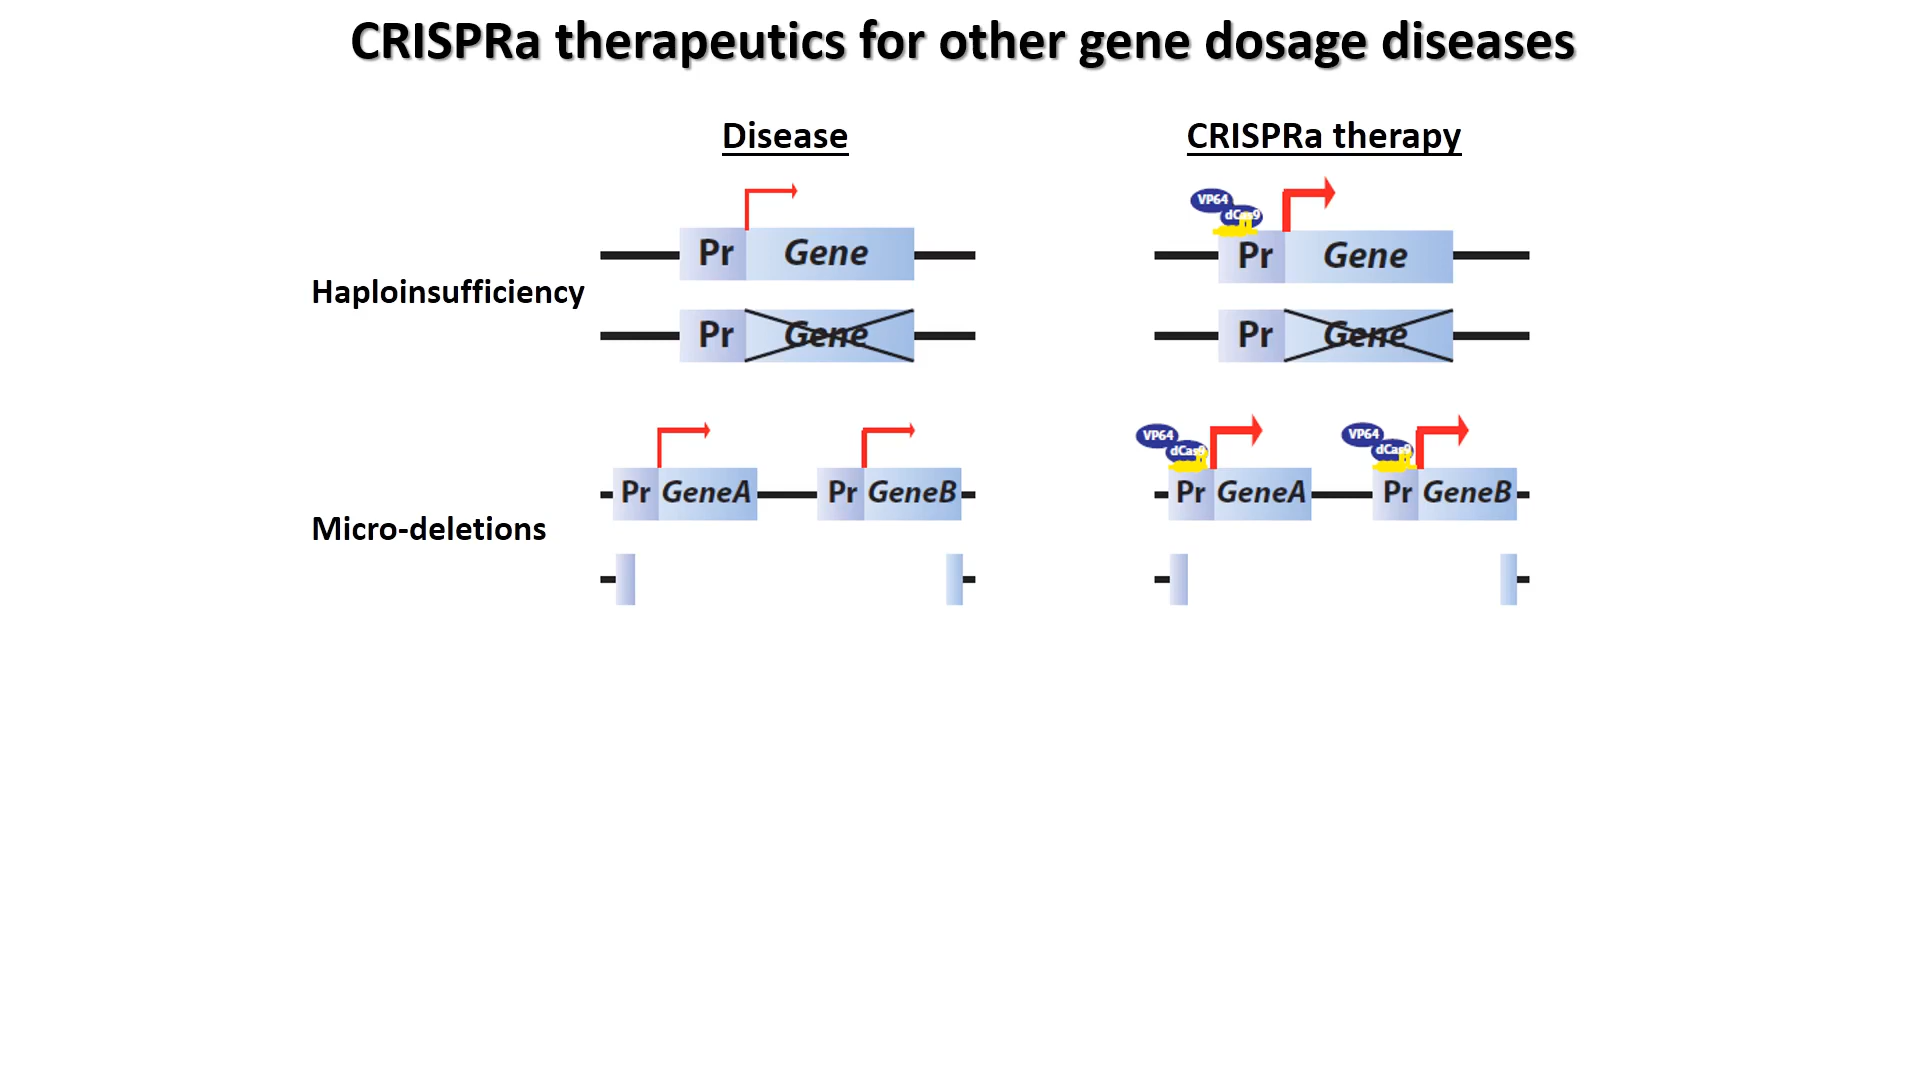 CRISPRa therapeutics for other gene dosage diseases
Disease
CRISPRa therapy
VP64
dCas9
Pr Gene
Pr Gene
Haploinsufficiency
Pr Gene
Pr Gene
VP64
dCas9
VP64
dCas9
Pr GeneA
Pr GeneB
Pr GeneA
Pr GeneB
Micro-deletions